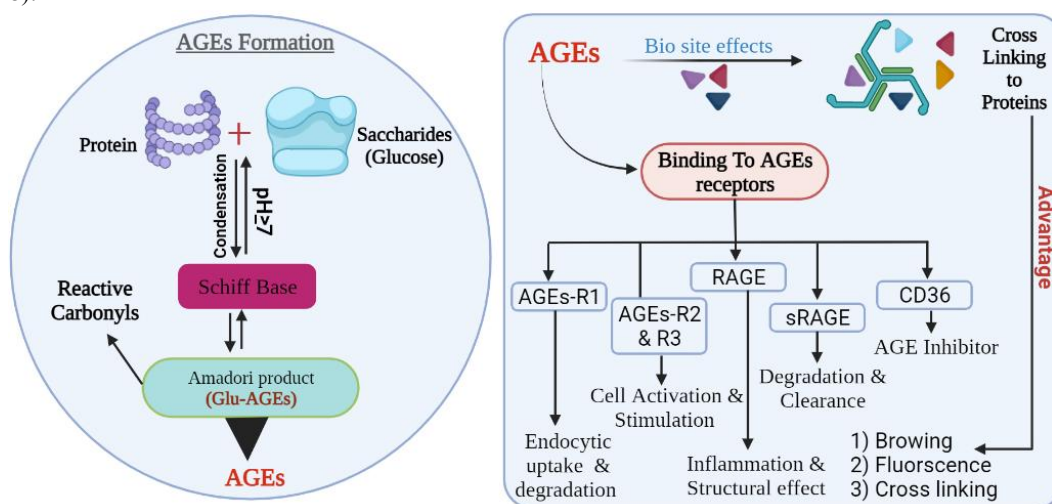 AGEs Formation
Protein
+
Saccharides
(Glucose)
Condensation
pH≥7
Schiff Base
Reactive
Carbonyls
Amadori product
(Glu-AGEs)
AGEs
AGEs
Bio site effects
Cross
Linking
to
Proteins
Binding To AGEs
receptors
Advantage
AGEs-R1
AGEs-R2
& R3
RAGE
sRAGE
CD36
AGE Inhibitor
Degradation &
Clearance
Cell Activation &
Stimulation
Endocytic
uptake &
degradation
Inflammation &
Structural effect
1) Browing
2) Fluorscence
3) Cross linking